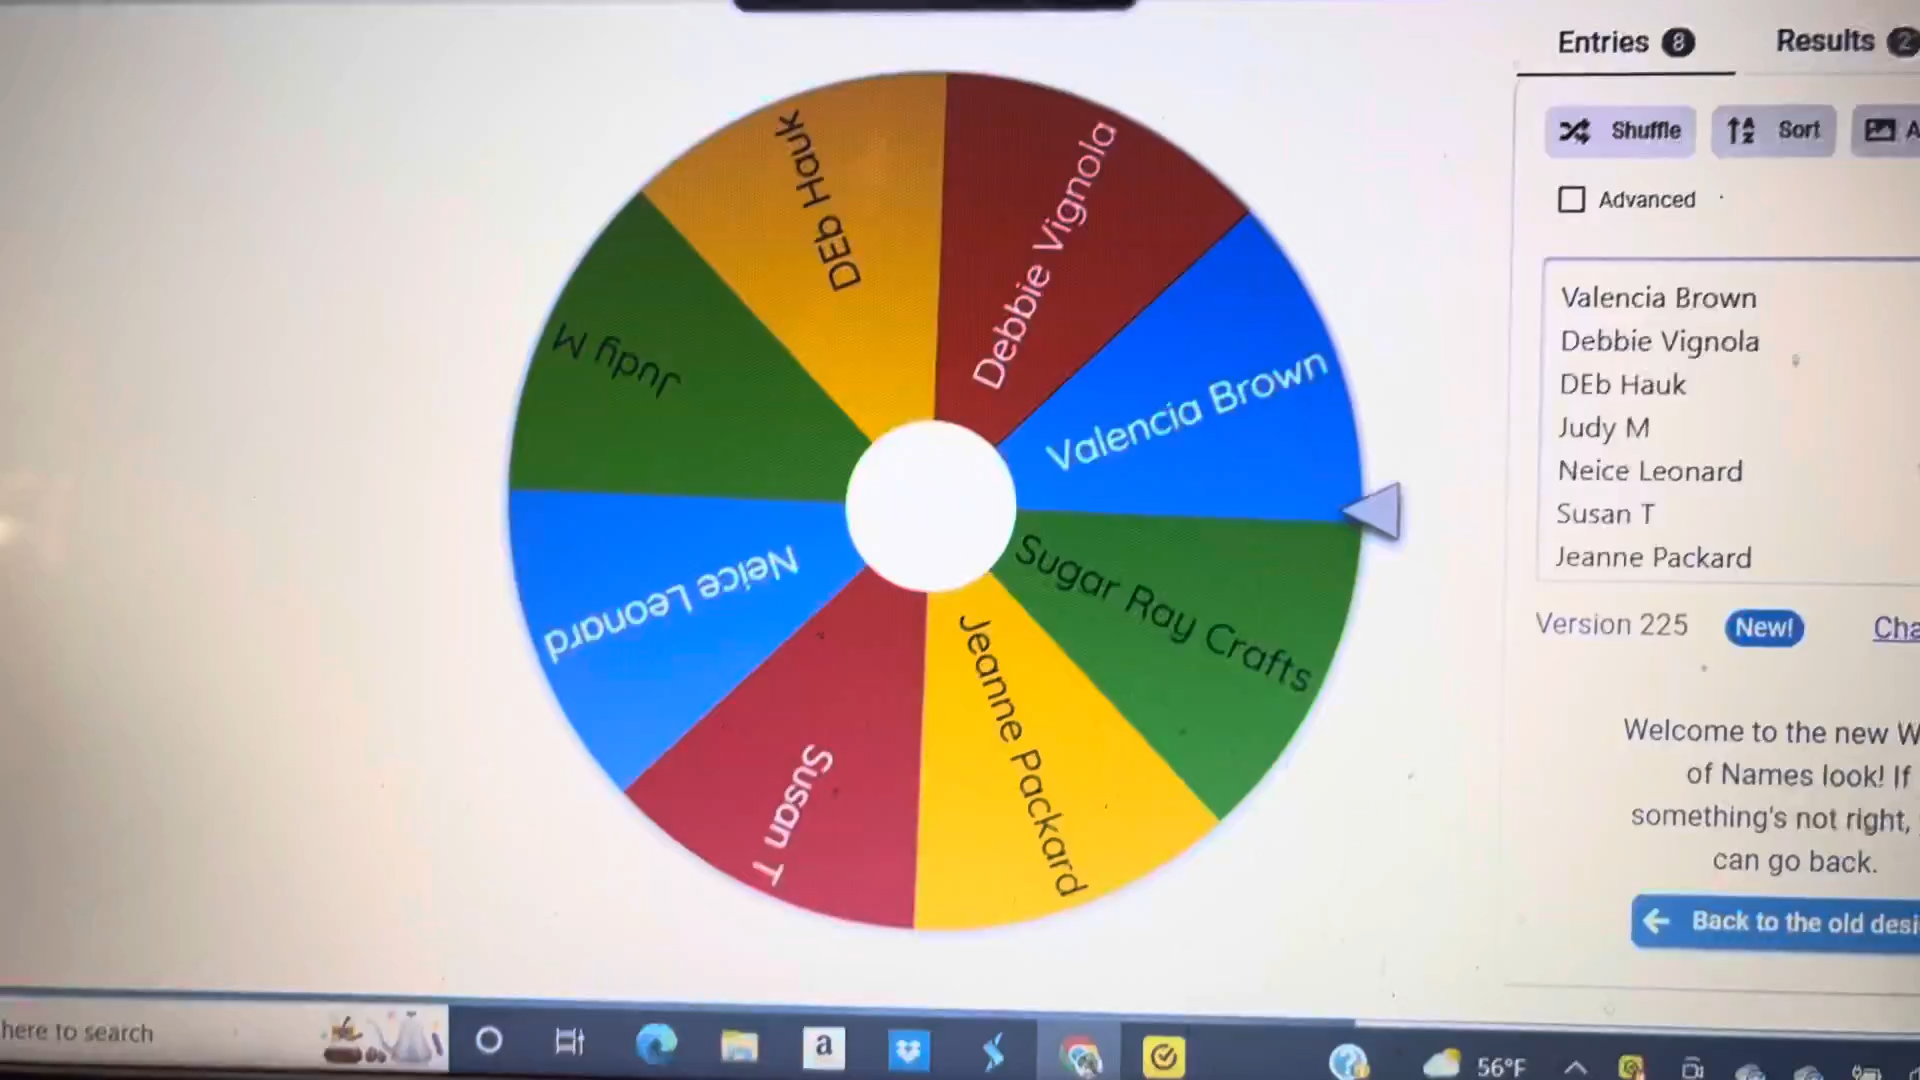 Entries 8
Results 2
Shuffle
Sort
Advanced
Valencia Brown
Debbie Vignola
DEb Hauk
Judy M
Neice Leonard
Susan T
Jeanne Packard
Version 225
New!
Welcome to the new
of Names look! If
something's not right,
can go back.
Back to the old
DEb Hauk
Debbie Vignola
Valencia Brown
Sugar Ray Crafts
Jeanne Packard
Susan T
Neice Leonard
Judy M
here to search
a
56°F